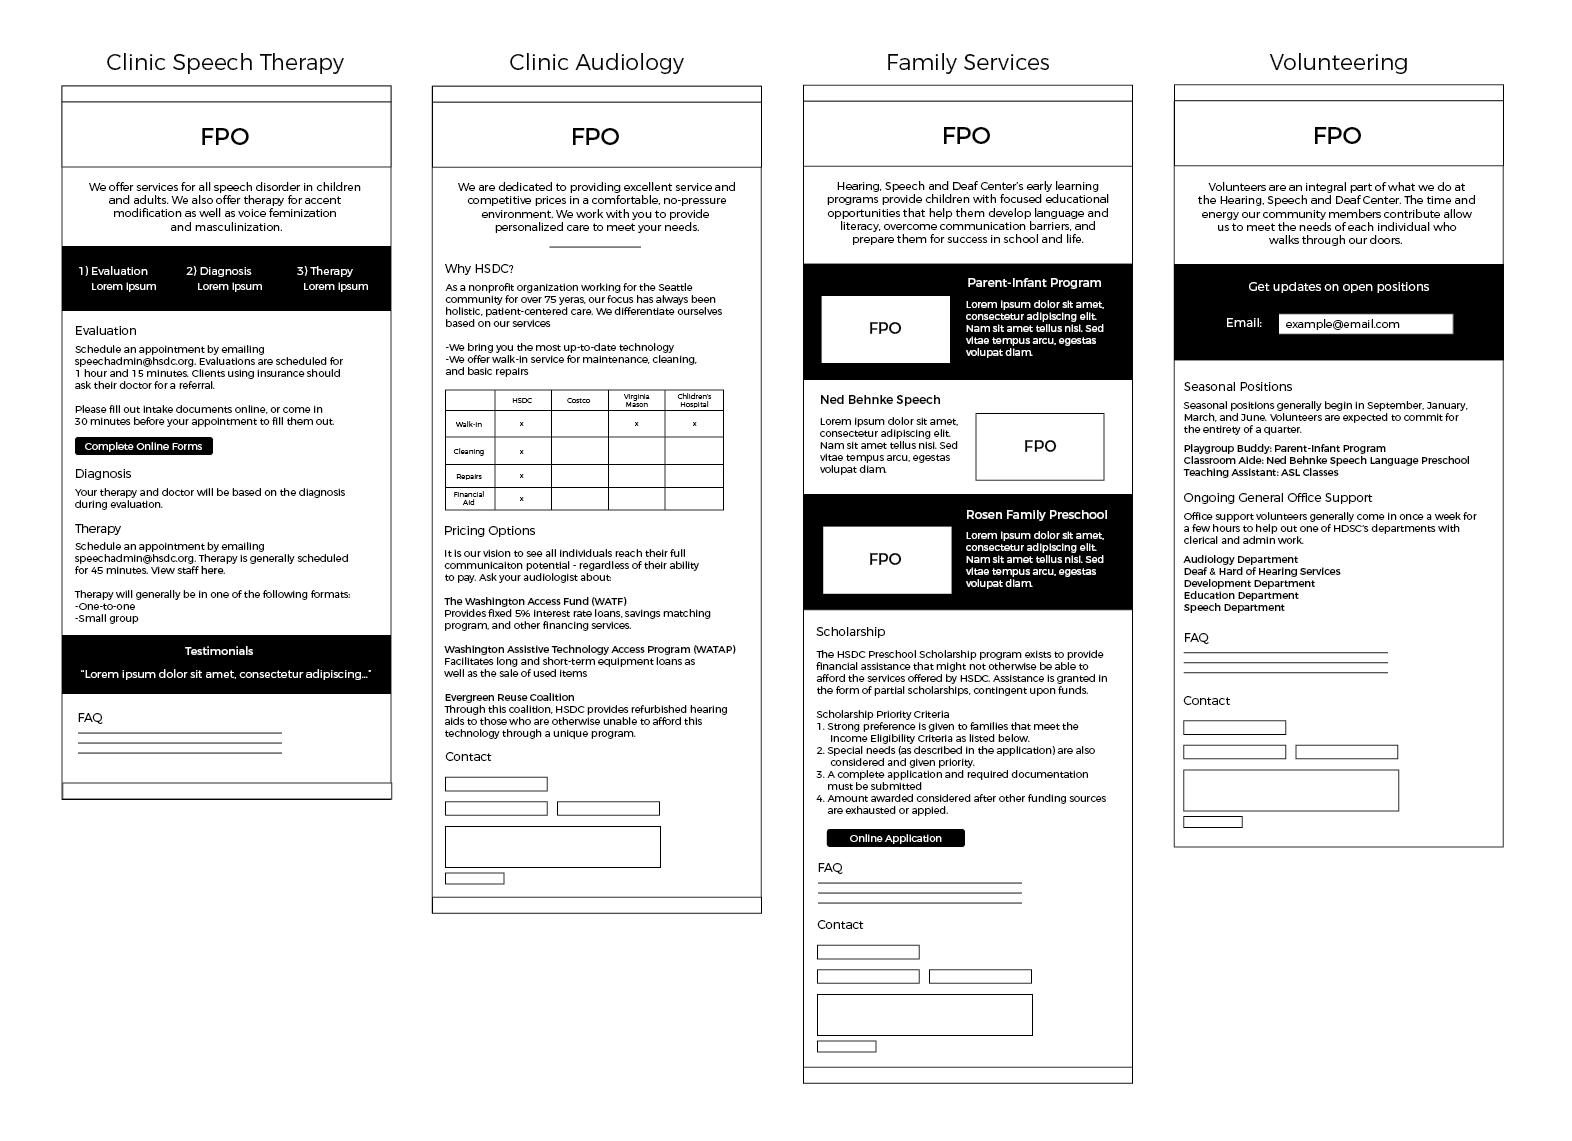 Clinic Speech Therapy
FPO
We offer services for all speech disorder in children
and adults. We also offer therapy for accent
modification as well as voice feminization
and masculinization.
1) Evaluation
Lorem Ipsum
2) Diagnosis
Lorem Ipsum
3) Therapy
Lorem Ipsum
Evaluation
Schedule an appointment by emailing
speechadmin@hsdc.org. Evaluations are scheduled for
1 hour and 15 minutes. Clients using insurance should
ask their doctor for a referral.
Please fill out intake documents online, or come in
30 minutes before your appointment to fill them out.
Complete Online Forms
Diagnosis
Your therapy and doctor will be based on the diagnosis
during evaluation.
Therapy
Schedule an appointment by emailing
speechadmin@hsdc.org. Therapy is generally scheduled
for 45 minutes. View staff here.
Therapy will generally be in one of the following formats:
-One-to-one
-Small group
Testimonials
"Lorem ipsum dolor sit amet, consectetur adipiscing..."
FAQ
Clinic Audiology
FPO
We are dedicated to providing excellent service and
competitive prices in a comfortable, no-pressure
environment. We work with you to provide
personalized care to meet your needs.
Why HSDC?
As a nonprofit organization working for the Seattle
community for over 75 yeras, our focus has always been
holistic, patient-centered care. We differentiate ourselves
based on our services
-We bring you the most up-to-date technology
-We offer walk-in service for maintenance, cleaning,
and basic repairs
HSDC Costco Virginia Mason Children's Hospital
Walk-in x x x
Cleaning x
Repairs x
Financial Aid x
Pricing Options
It is our vision to see all individuals reach their full
communicaiton potential - regardless of their ability
to pay. Ask your audiologist about:
The Washington Access Fund (WATF)
Provides fixed 5% interest rate loans, savings matching
program, and other financing services.
Washington Assistive Technology Access Program (WATAP)
Facilitates long and short-term equipment loans as
well as the sale of used items
Evergreen Reuse Coalition
Through this coalition, HSDC provides refurbished hearing
aids to those who are otherwise unable to afford this
technology through a unique program.
Contact
Family Services
FPO
Hearing, Speech and Deaf Center's early learning
programs provide children with focused educational
opportunities that help them develop language and
literacy, overcome communication barriers, and
prepare them for success in school and life.
FPO
Parent-Infant Program
Lorem ipsum dolor sit amet,
consectetur adipiscing elit.
Nam sit amet tellus nisl. Sed
vitae tempus arcu, egestas
volupat diam.
Ned Behnke Speech
Lorem ipsum dolor sit amet,
consectetur adipiscing elit.
Nam sit amet tellus nisl. Sed
vitae tempus arcu, egestas
volupat diam.
FPO
FPO
Rosen Family Preschool
Lorem ipsum dolor sit amet,
consectetur adipiscing elit.
Nam sit amet tellus nisl. Sed
vitae tempus arcu, egestas
volupat diam.
Scholarship
The HSDC Preschool Scholarship program exists to provide
financial assistance that might not otherwise be able to
afford the services offered by HSDC. Assistance is granted in
the form of partial scholarships, contingent upon funds.
Scholarship Priority Criteria
1. Strong preference is given to families that meet the
Income Eligibility Criteria as listed below.
2. Special needs (as described in the application) are also
considered and given priority.
3. A complete application and required documentation
must be submitted
4. Amount awarded considered after other funding sources
are exhausted or appied.
Online Application
FAQ
Contact
Volunteering
FPO
Volunteers are an integral part of what we do at
the Hearing, Speech and Deaf Center. The time and
energy our community members contribute allow
us to meet the needs of each individual who
walks through our doors.
Get updates on open positions
Email: example@email.com
Seasonal Positions
Seasonal positions generally begin in September, January,
March, and June. Volunteers are expected to commit for
the entirety of a quarter.
Playgroup Buddy: Parent-Infant Program
Classroom Aide: Ned Behnke Speech Language Preschool
Teaching Assistant: ASL Classes
Ongoing General Office Support
Office support volunteers generally come in once a week for
a few hours to help out one of HDSC's departments with
clerical and admin work.
Audiology Department
Deaf & Hard of Hearing Services
Development Department
Education Department
Speech Department
FAQ
Contact